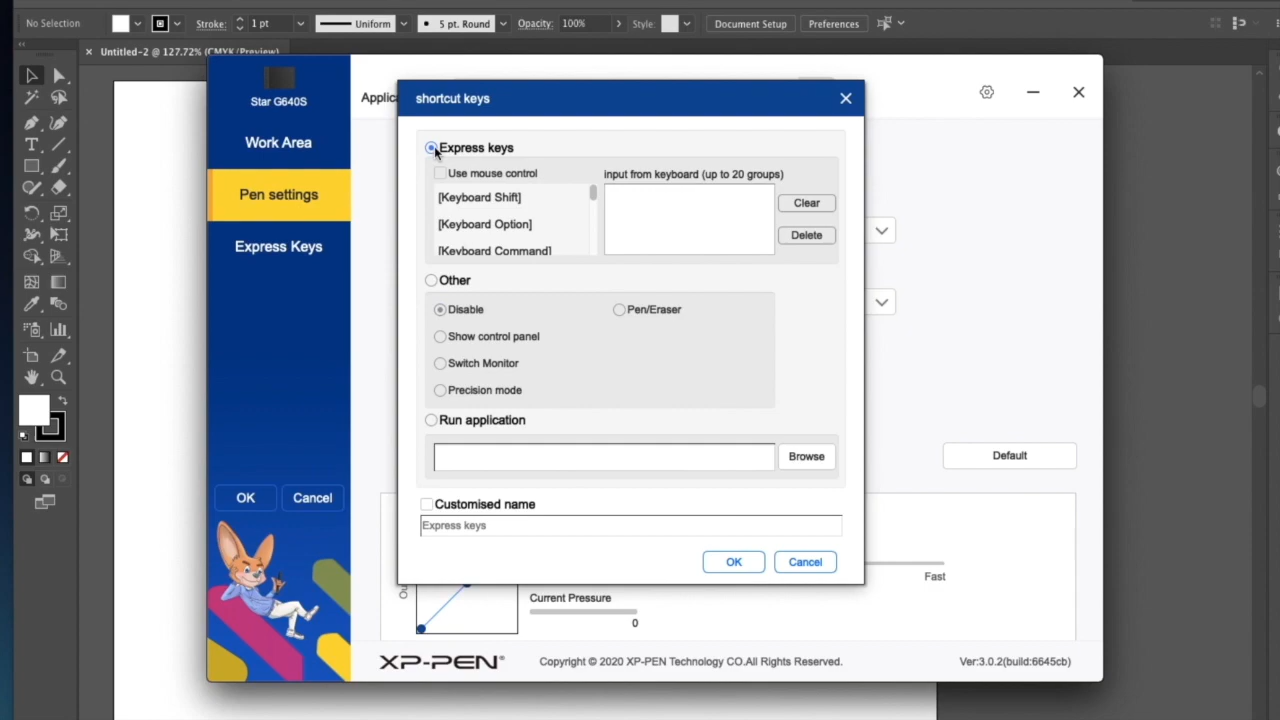 No Selection
Stroke:
1 pt
Uniform
5 pt. Round
Opacity:
100%
Style:
Document Setup
Preferences
Untitled-2 @ 127.72% (CMYK/Preview)
Star G640S
Work Area
Pen settings
Express Keys
OK
Cancel
shortcut keys
Express keys
Use mouse control
input from keyboard (up to 20 groups)
[Keyboard Shift]
[Keyboard Option]
[Keyboard Command]
Clear
Delete
Other
Disable
Pen/Eraser
Show control panel
Switch Monitor
Precision mode
Run application
Browse
Customised name
Express keys
OK
Cancel
Default
Fast
Current Pressure
0
XP-PEN®
Copyright © 2020 XP-PEN Technology CO.All Rights Reserved.
Ver:3.0.2(build:6645cb)